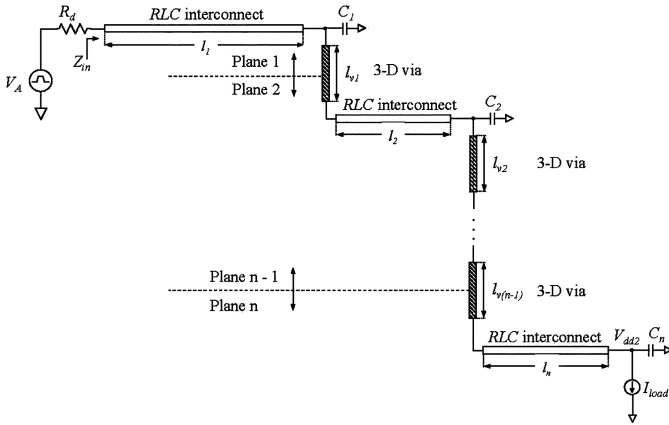 R_d
RLC interconnect
C_1
Z_in
l_1
V_A
Plane 1
Plane 2
l_v1
3-D via
RLC interconnect
C_2
l_2
l_v2
3-D via
Plane n - 1
Plane n
l_v(n-1)
3-D via
RLC interconnect
V_dd2
C_n
l_n
I_load